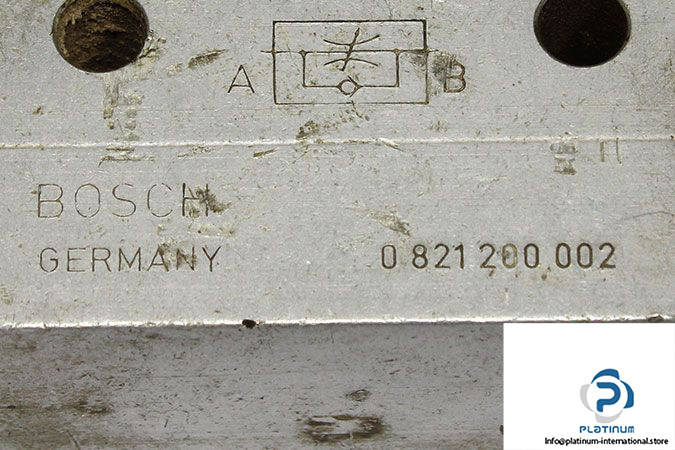 A B
BOSCH
GERMANY 0 821 200 002
PLATINUM
Info@platinum-international.store